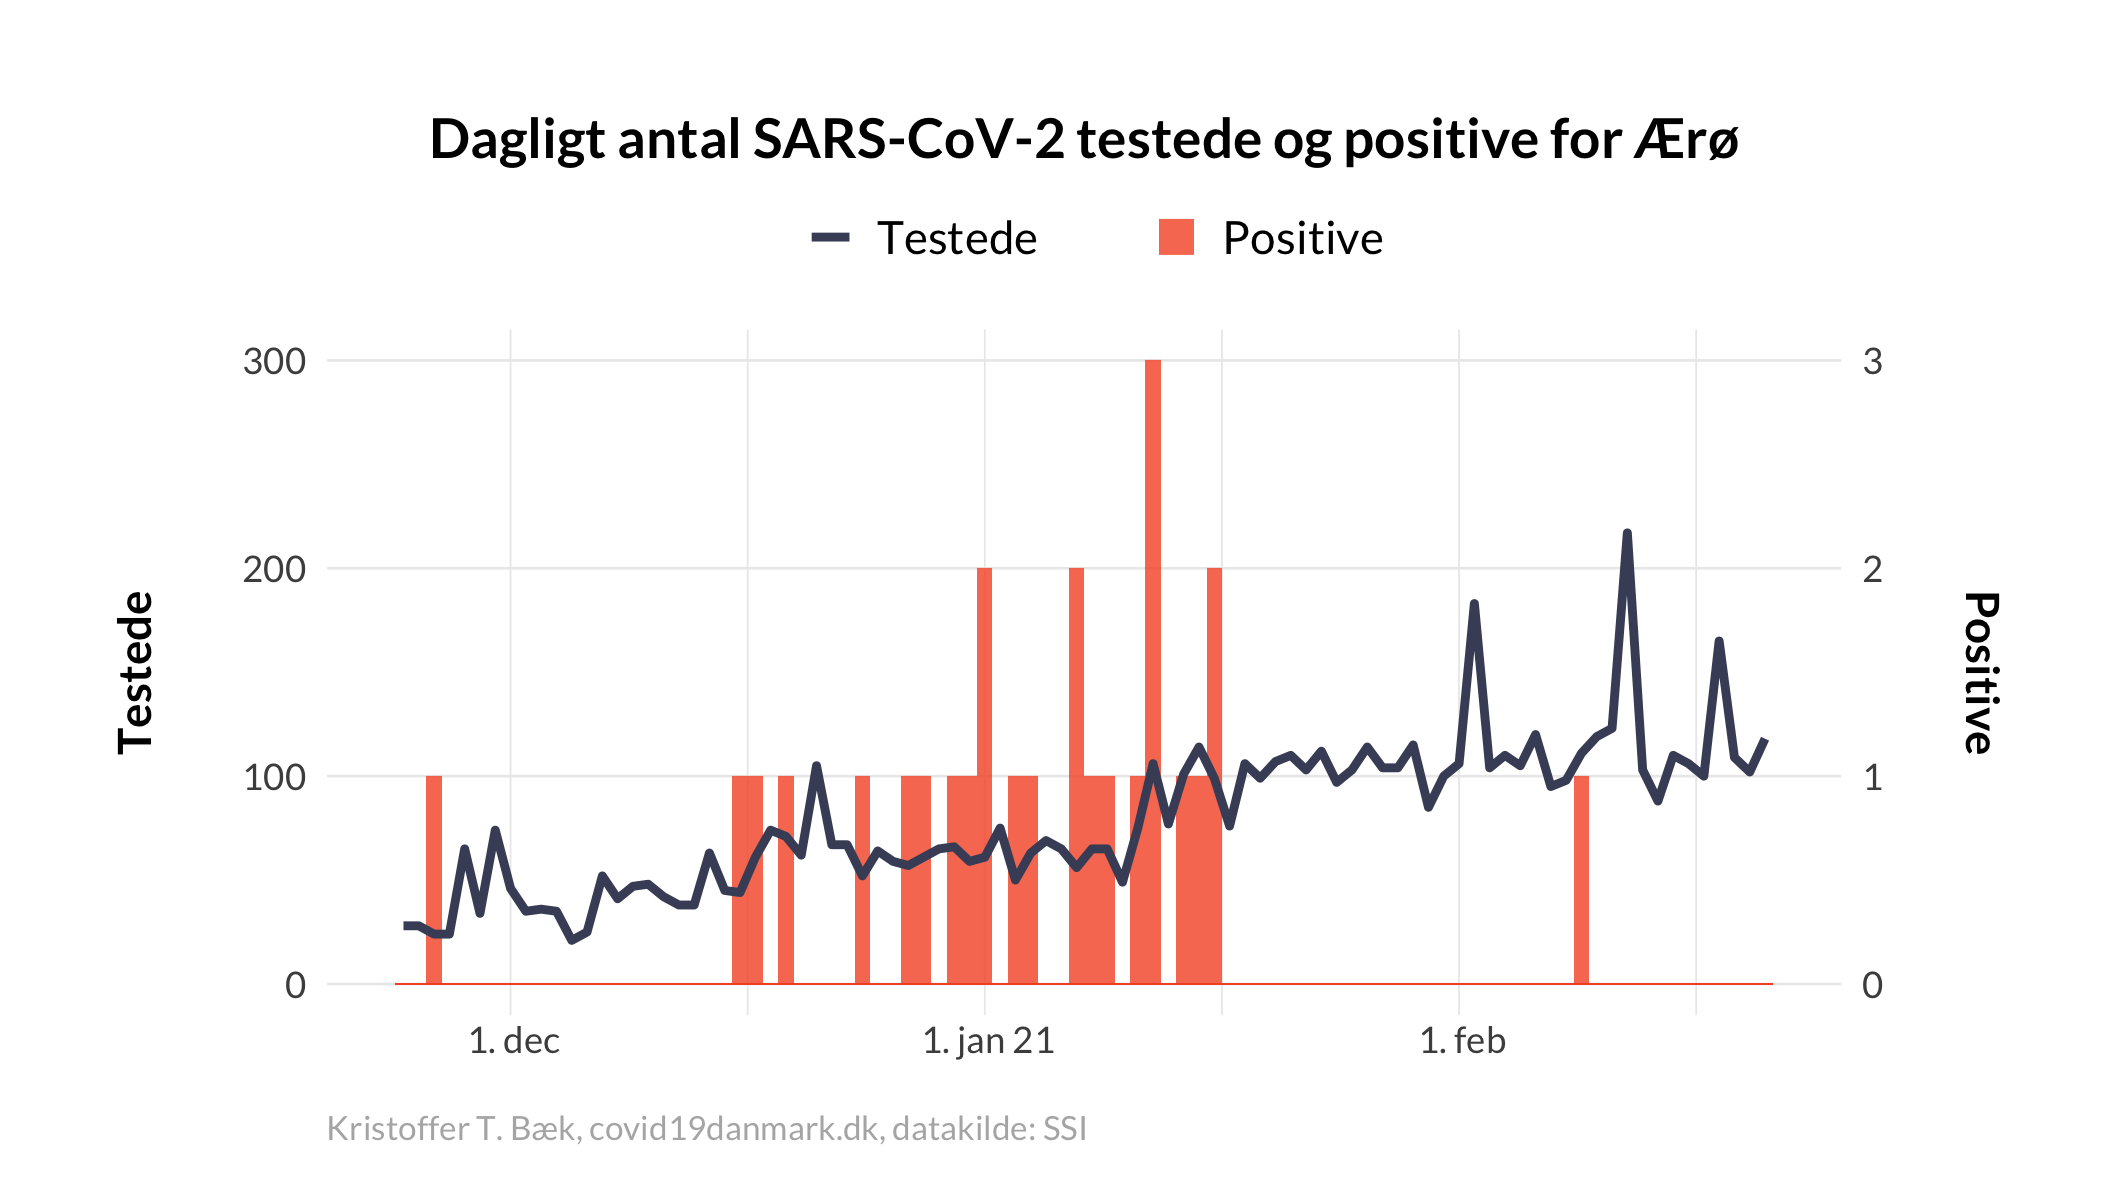 Dagligt antal SARS-CoV-2 testede og positive for Ærø
Testede
Positive
300
200
100
0
Testede
3
2
1
0
Positive
1. dec
1. jan 21
1. feb
Kristoffer T. Bæk, covid19danmark.dk, datakilde: SSI